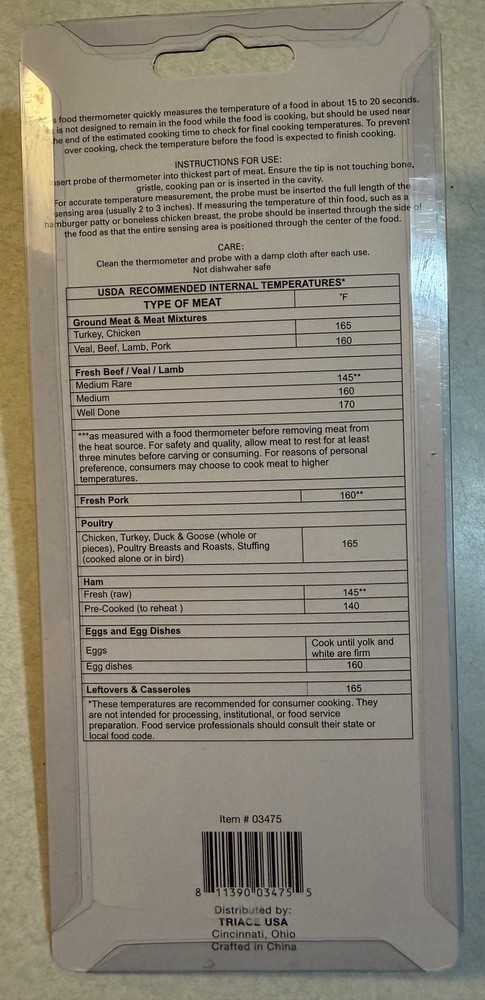 food thermometer quickly measures the temperature of a food in about 15 to 20 seconds.
is not designed to remain in the food while the food is cooking, but should be used near
the end of the estimated cooking time to check for final cooking temperatures. To prevent
over cooking, check the temperature before the food is expected to finish cooking.
INSTRUCTIONS FOR USE:
Insert probe of thermometer into thickest part of meat. Ensure the tip is not touching bone,
gristle, cooking pan or is inserted in the cavity.
For accurate temperature measurement, the probe must be inserted the full length of the
sensing area (usually 2 to 3 inches). If measuring the temperature of thin food, such as a
hamburger patty or boneless chicken breast, the probe should be inserted through the side of
the food as that the entire sensing area is positioned through the center of the food.
CARE:
Clean the thermometer and probe with a damp cloth after each use.
Not dishwaher safe
USDA RECOMMENDED INTERNAL TEMPERATURES*
TYPE OF MEAT °F
Ground Meat & Meat Mixtures
Turkey, Chicken 165
Veal, Beef, Lamb, Pork 160
Fresh Beef / Veal / Lamb
Medium Rare 145**
Medium 160
Well Done 170
***as measured with a food thermometer before removing meat from
the heat source. For safety and quality, allow meat to rest for at least
three minutes before carving or consuming. For reasons of personal
preference, consumers may choose to cook meat to higher
temperatures.
Fresh Pork 160**
Poultry
Chicken, Turkey, Duck & Goose (whole or
pieces), Poultry Breasts and Roasts, Stuffing
(cooked alone or in bird)
165
Ham
Fresh (raw) 145**
Pre-Cooked (to reheat ) 140
Eggs and Egg Dishes
Eggs
Cook until yolk and
white are firm
Egg dishes 160
Leftovers & Casseroles 165
*These temperatures are recommended for consumer cooking. They
are not intended for processing, institutional, or food service
preparation. Food service professionals should consult their state or
local food code.
Item # 03475
8 11390 03475 5
Distributed by:
TRIACE USA
Cincinnati, Ohio
Crafted in China